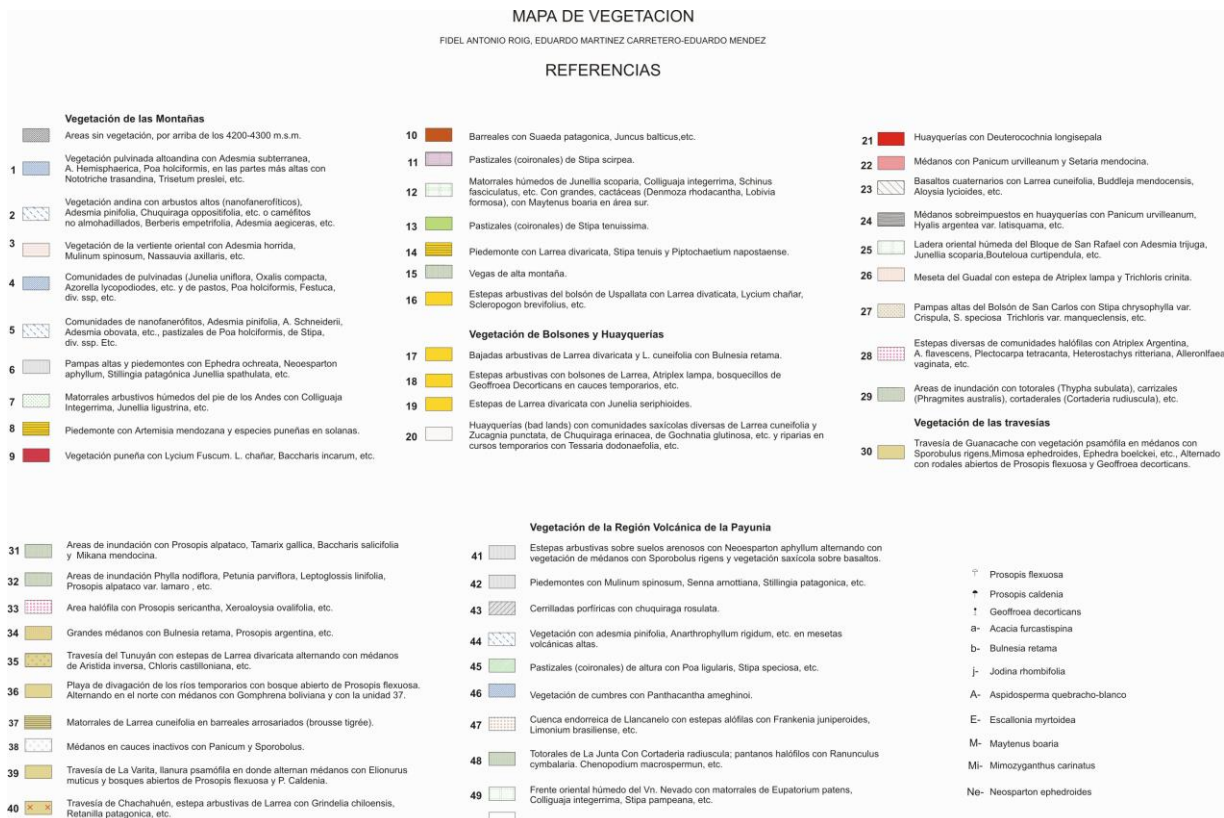 MAPA DE VEGETACION
FIDEL ANTONIO ROIG, EDUARDO MARTINEZ CARRETERO-EDUARDO MENDEZ
REFERENCIAS
Vegetación de las Montañas
Areas sin vegetación, por arriba de los 4200-4300 m.s.m.
1 Vegetación pulvinada altoandina con Adesmia subterranea,
A. Hemisphaerica, Poa holciformis, en las partes más altas con
Nototriche trasandina, Trisetum preslei, etc.
2 Vegetación andina con arbustos altos (nanofanerofíticos),
Adesmia pinifolia, Chuquiraga oppositifolia, etc. o caméfitos
no almohadillados, Berberis empetrifolia, Adesmia aegiceras, etc.
3 Vegetación de la vertiente oriental con Adesmia horrida,
Mulinum spinosum, Nassauvia axillaris, etc.
4 Comunidades de pulvinadas (Junelia uniflora, Oxalis compacta,
Azorella lycopodiodes, etc. y de pastos, Poa holciformis, Festuca,
div. ssp, etc.
5 Comunidades de nanofanerófitos, Adesmia pinifolia, A. Schneiderii,
Adesmia obovata, etc., pastizales de Poa holciformis, de Stipa,
div. ssp. Etc.
6 Pampas altas y piedemontes con Ephedra ochreata, Neoesparton
aphyllum, Stillingia patagónica Junellia spathulata, etc.
7 Matorrales arbustivos húmedos del pie de los Andes con Colliguaja
Integerrima, Junellia ligustrina, etc.
8 Piedemonte con Artemisia mendozana y especies puneñas en solanas.
9 Vegetación puneña con Lycium Fuscum. L. chañar, Baccharis incarum, etc.
10 Barreales con Suaeda patagonica, Juncus balticus,etc.
11 Pastizales (coironales) de Stipa scirpea.
12 Matorrales húmedos de Junellia scoparia, Colliguaja integerrima, Schinus
fasciculatus, etc. Con grandes, cactáceas (Denmoza rhodacantha, Lobivia
formosa), con Maytenus boaria en área sur.
13 Pastizales (coironales) de Stipa tenuissima.
14 Piedemonte con Larrea divaricata, Stipa tenuis y Piptochaetium napostaense.
15 Vegas de alta montaña.
16 Estepas arbustivas del bolsón de Uspallata con Larrea divaticata, Lycium chañar,
Scleropogon brevifolius, etc.
Vegetación de Bolsones y Huayquerías
17 Bajadas arbustivas de Larrea divaricata y L. cuneifolia con Bulnesia retama.
18 Estepas arbustivas con bolsones de Larrea, Atriplex lampa, bosquecillos de
Geoffroea Decorticans en cauces temporarios, etc.
19 Estepas de Larrea divaricata con Junelia seriphioides.
20 Huayquerías (bad lands) con comunidades saxícolas diversas de Larrea cuneifolia y
Zucagnia punctata, de Chuquiraga erinacea, de Gochnatia glutinosa, etc. y riparias en
cursos temporarios con Tessaria dodonaefolia, etc.
21 Huayquerías con Deuterocochnia longisepala
22 Médanos con Panicum urvilleanum y Setaria mendocina.
23 Basaltos cuaternarios con Larrea cuneifolia, Buddleja mendocensis,
Aloysia lycioides, etc.
24 Médanos sobreimpuestos en huayquerías con Panicum urvilleanum,
Hyalis argentea var. latisquama, etc.
25 Ladera oriental húmeda del Bloque de San Rafael con Adesmia trijuga,
Junellia scoparia,Bouteloua curtipendula, etc.
26 Meseta del Guadal con estepa de Atriplex lampa y Trichloris crinita.
27 Pampas altas del Bolsón de San Carlos con Stipa chrysophylla var.
Crispula, S. speciosa Trichloris var. manqueclensis, etc.
28 Estepas diversas de comunidades halófilas con Atriplex Argentina,
A. flavescens, Plectocarpa tetracanta, Heterostachys ritteriana, Alleronlfaea
vaginata, etc.
29 Areas de inundación con totorales (Thypha subulata), carrizales
(Phragmites australis), cortaderales (Cortaderia rudiuscula), etc.
Vegetación de las travesías
30 Travesía de Guanacache con vegetación psamófila en médanos con
Sporobulus rigens,Mimosa ephedroides, Ephedra boelckei, etc., Alternado
con rodales abiertos de Prosopis flexuosa y Geoffroea decorticans.
31 Areas de inundación con Prosopis alpataco, Tamarix gallica, Baccharis salicifolia
y Mikana mendocina.
32 Areas de inundación Phylla nodiflora, Petunia parviflora, Leptoglossis linifolia,
Prosopis alpataco var. lamaro , etc.
33 Area halófila con Prosopis sericantha, Xeroaloysia ovalifolia, etc.
34 Grandes médanos con Bulnesia retama, Prosopis argentina, etc.
35 Travesía del Tunuyán con estepas de Larrea divaricata alternando con médanos
de Aristida inversa, Chloris castilloniana, etc.
36 Playa de divagación de los ríos temporarios con bosque abierto de Prosopis flexuosa.
Alternando en el norte con médanos con Gomphrena boliviana y con la unidad 37.
37 Matorrales de Larrea cuneifolia en barreales arrosariados (brousse tigrée).
38 Médanos en cauces inactivos con Panicum y Sporobolus.
39 Travesía de La Varita, llanura psamófila en donde alternan médanos con Elionurus
muticus y bosques abiertos de Prosopis flexuosa y P. Caldenia.
40 Travesía de Chachahuén, estepa arbustivas de Larrea con Grindelia chiloensis,
Retanilla patagonica, etc.
Vegetación de la Región Volcánica de la Payunia
41 Estepas arbustivas sobre suelos arenosos con Neoesparton aphyllum alternando con
vegetación de médanos con Sporobolus rigens y vegetación saxícola sobre basaltos.
42 Piedemontes con Mulinum spinosum, Senna arnottiana, Stillingia patagonica, etc.
43 Cerrilladas porfíricas con chuquiraga rosulata.
44 Vegetación con adesmia pinifolia, Anarthrophyllum rigidum, etc. en mesetas
volcánicas altas.
45 Pastizales (coironales) de altura con Poa ligularis, Stipa speciosa, etc.
46 Vegetación de cumbres con Panthacantha ameghinoi.
47 Cuenca endorreica de Llancanelo con estepas alófilas con Frankenia juniperoides,
Limonium brasiliense, etc.
48 Totorales de La Junta Con Cortaderia radiuscula; pantanos halófilos con Ranunculus
cymbalaria. Chenopodium macrospermun, etc.
49 Frente oriental húmedo del Vn. Nevado con matorrales de Eupatorium patens,
Colliguaja integerrima, Stipa pampeana, etc.
Prosopis flexuosa
Prosopis caldenia
Geoffroea decorticans
a- Acacia furcastispina
b- Bulnesia retama
j- Jodina rhombifolia
A- Aspidosperma quebracho-blanco
E- Escallonia myrtoidea
M- Maytenus boaria
Mi- Mimozyganthus carinatus
Ne- Neosparton ephedroides